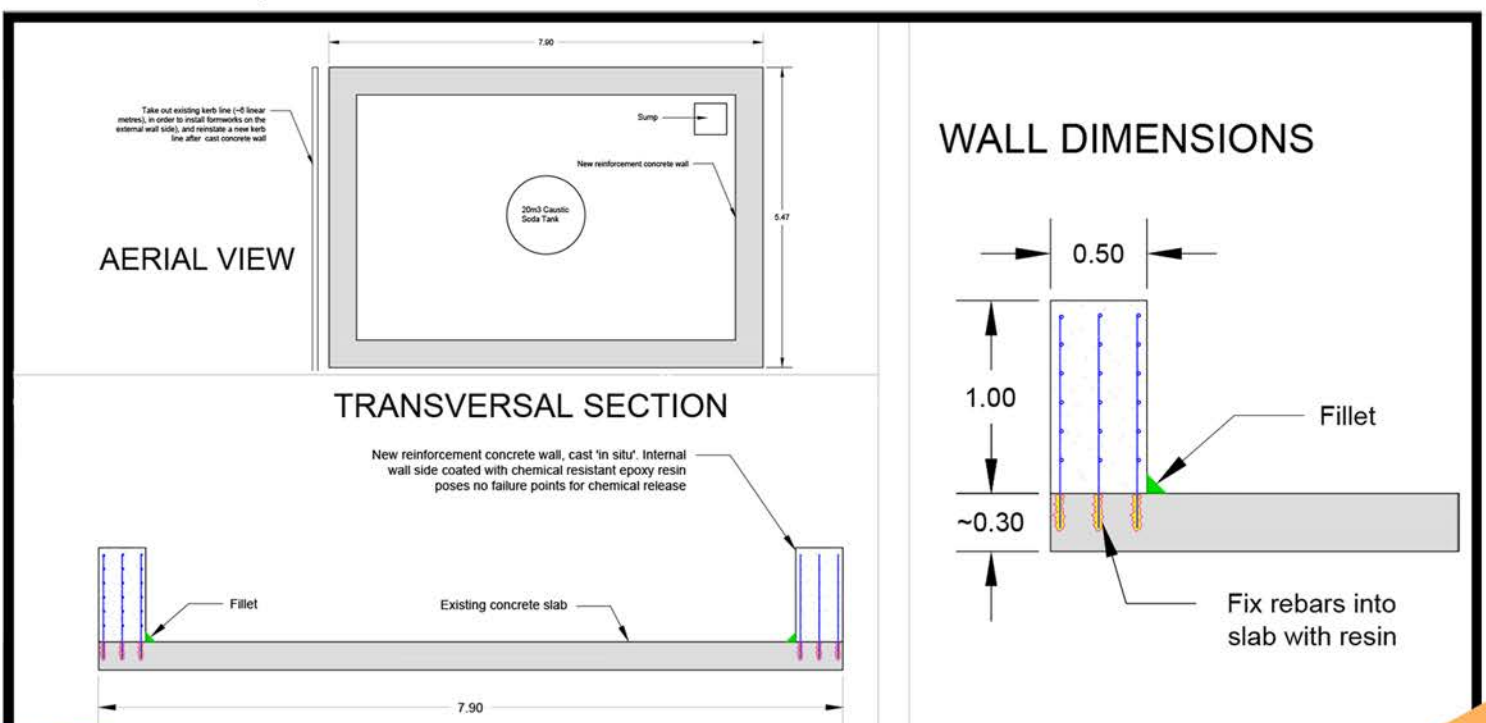 7.90
Take out existing kerb line (~6 linear
metres), in order to install formworks on the
external wall side), and reinstate a new kerb
line after cast concrete wall
Sump
New reinforcement concrete wall
20m3 Caustic
Soda Tank
5.47
AERIAL VIEW
TRANSVERSAL SECTION
New reinforcement concrete wall, cast 'in situ'. Internal
wall side coated with chemical resistant epoxy resin
poses no failure points for chemical release
Fillet
Existing concrete slab
7.90
WALL DIMENSIONS
0.50
1.00
Fillet
~0.30
Fix rebars into
slab with resin